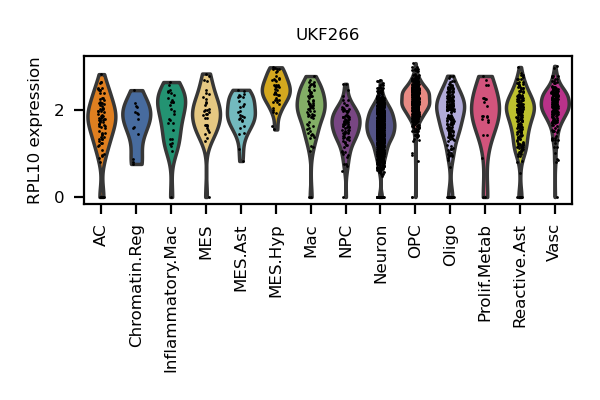 UKF266
RPL10 expression
2
0
AC
Chromatin.Reg
Inflammatory.Mac
MES
MES.Ast
MES.Hyp
Mac
NPC
Neuron
OPC
Oligo
Prolif.Metab
Reactive.Ast
Vasc